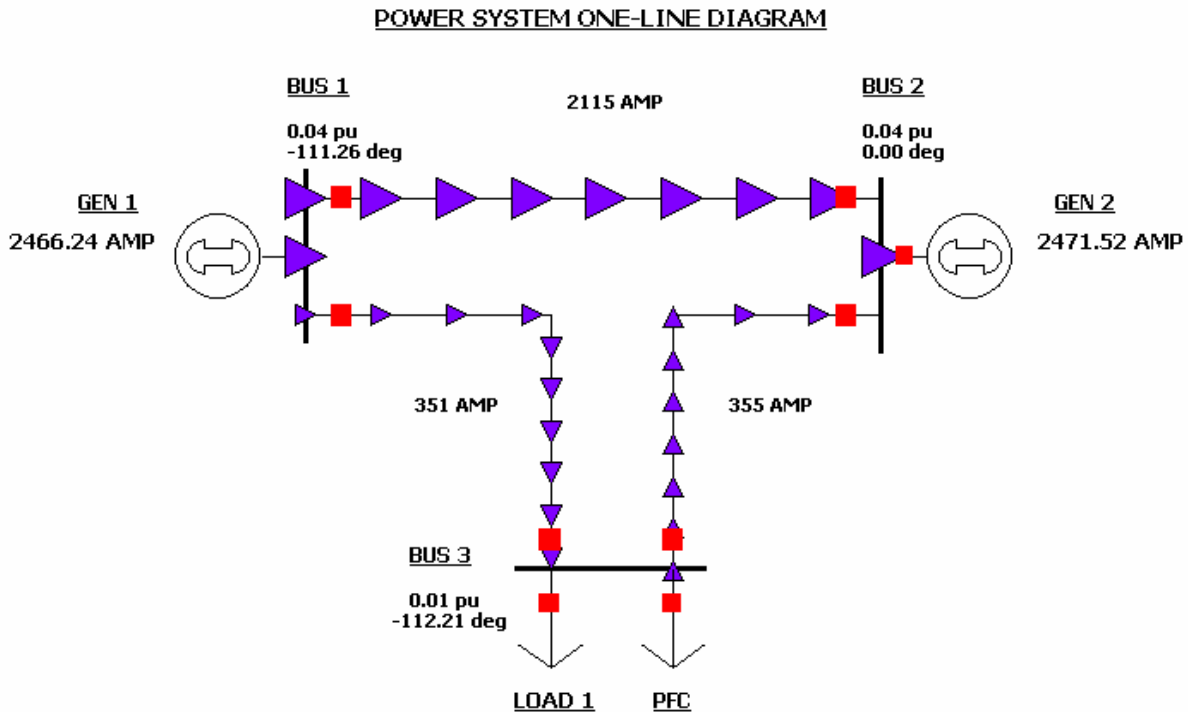 POWER SYSTEM ONE-LINE DIAGRAM
BUS 1
BUS 2
2115 AMP
0.04 pu
-111.26 deg
0.04 pu
0.00 deg
GEN 1
2466.24 AMP
GEN 2
2471.52 AMP
351 AMP
355 AMP
BUS 3
0.01 pu
-112.21 deg
LOAD 1
PFC